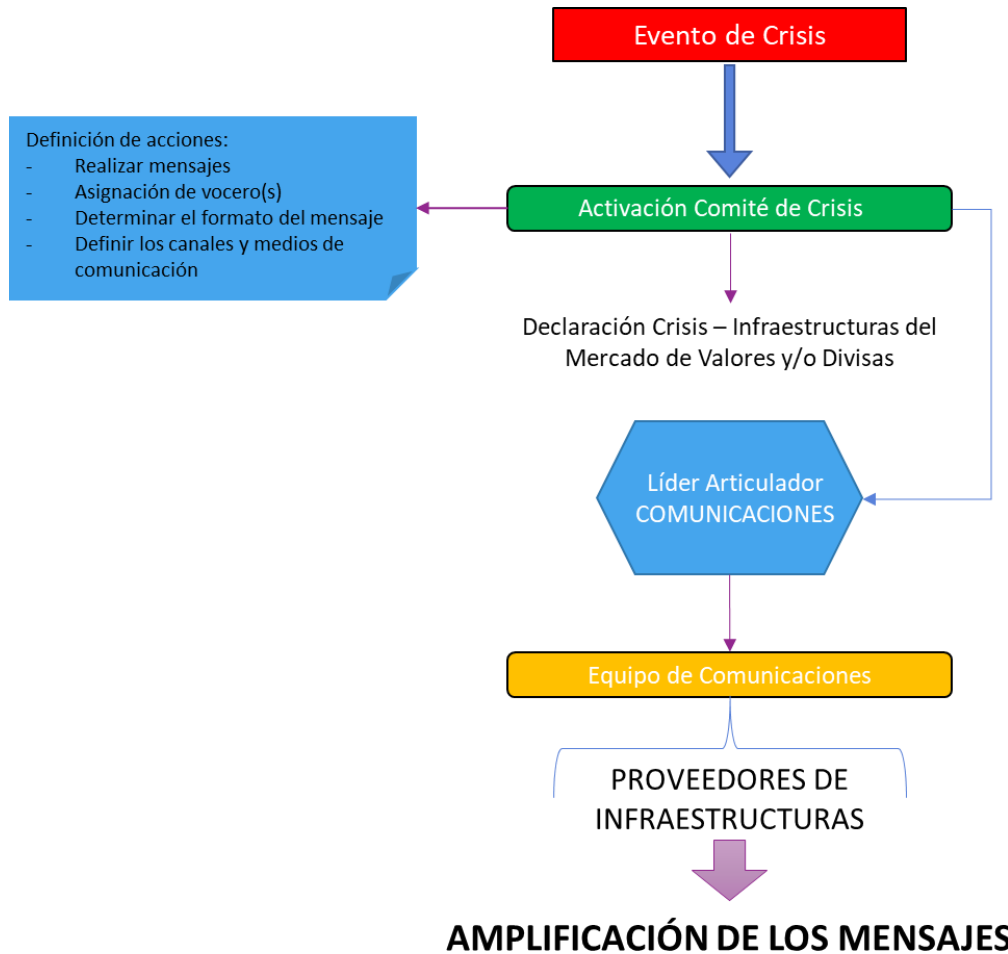 Evento de Crisis
Definición de acciones:
- Realizar mensajes
- Asignación de vocero(s)
- Determinar el formato del mensaje
- Definir los canales y medios de
comunicación
Activación Comité de Crisis
Declaración Crisis – Infraestructuras del
Mercado de Valores y/o Divisas
Líder Articulador
COMUNICACIONES
Equipo de Comunicaciones
PROVEEDORES DE
INFRAESTRUCTURAS
AMPLIFICACIÓN DE LOS MENSAJES